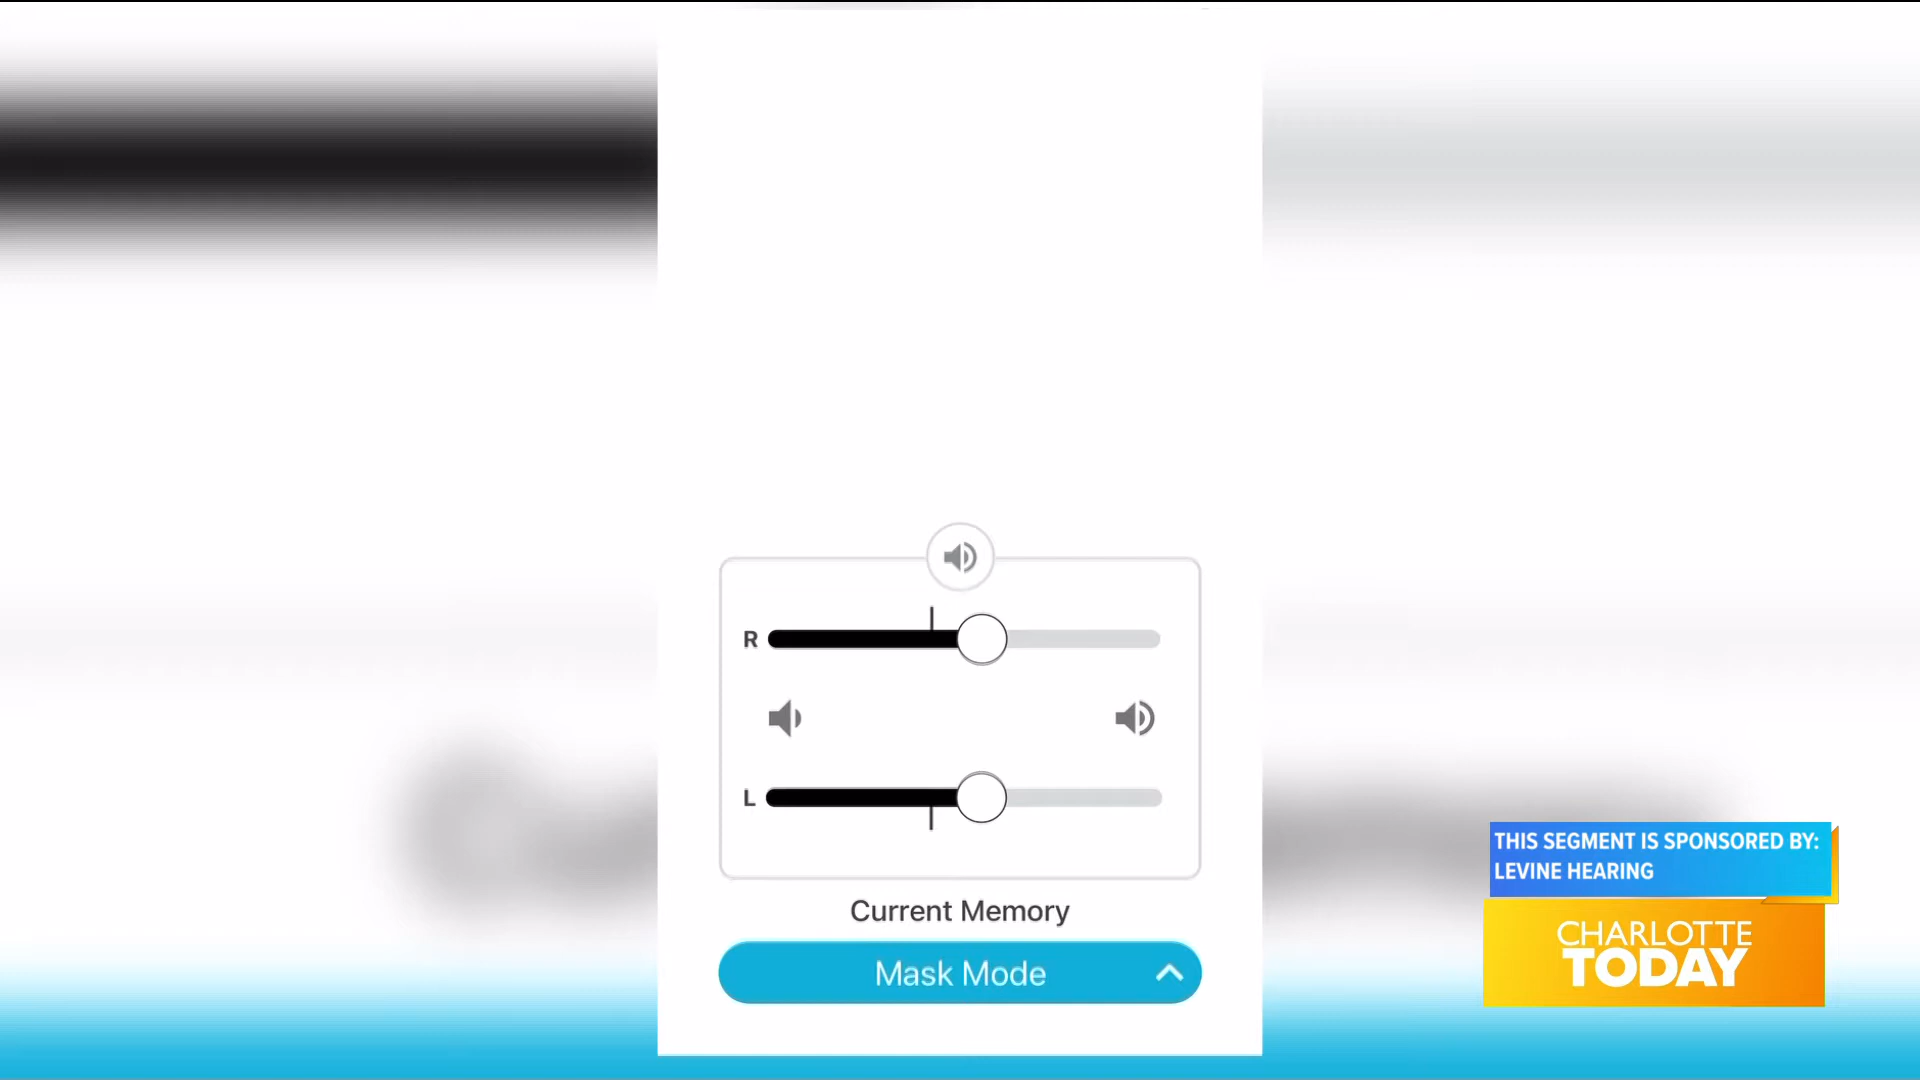 R
L
Current Memory
Mask Mode
THIS SEGMENT IS SPONSORED BY:
LEVINE HEARING
CHARLOTTE
TODAY